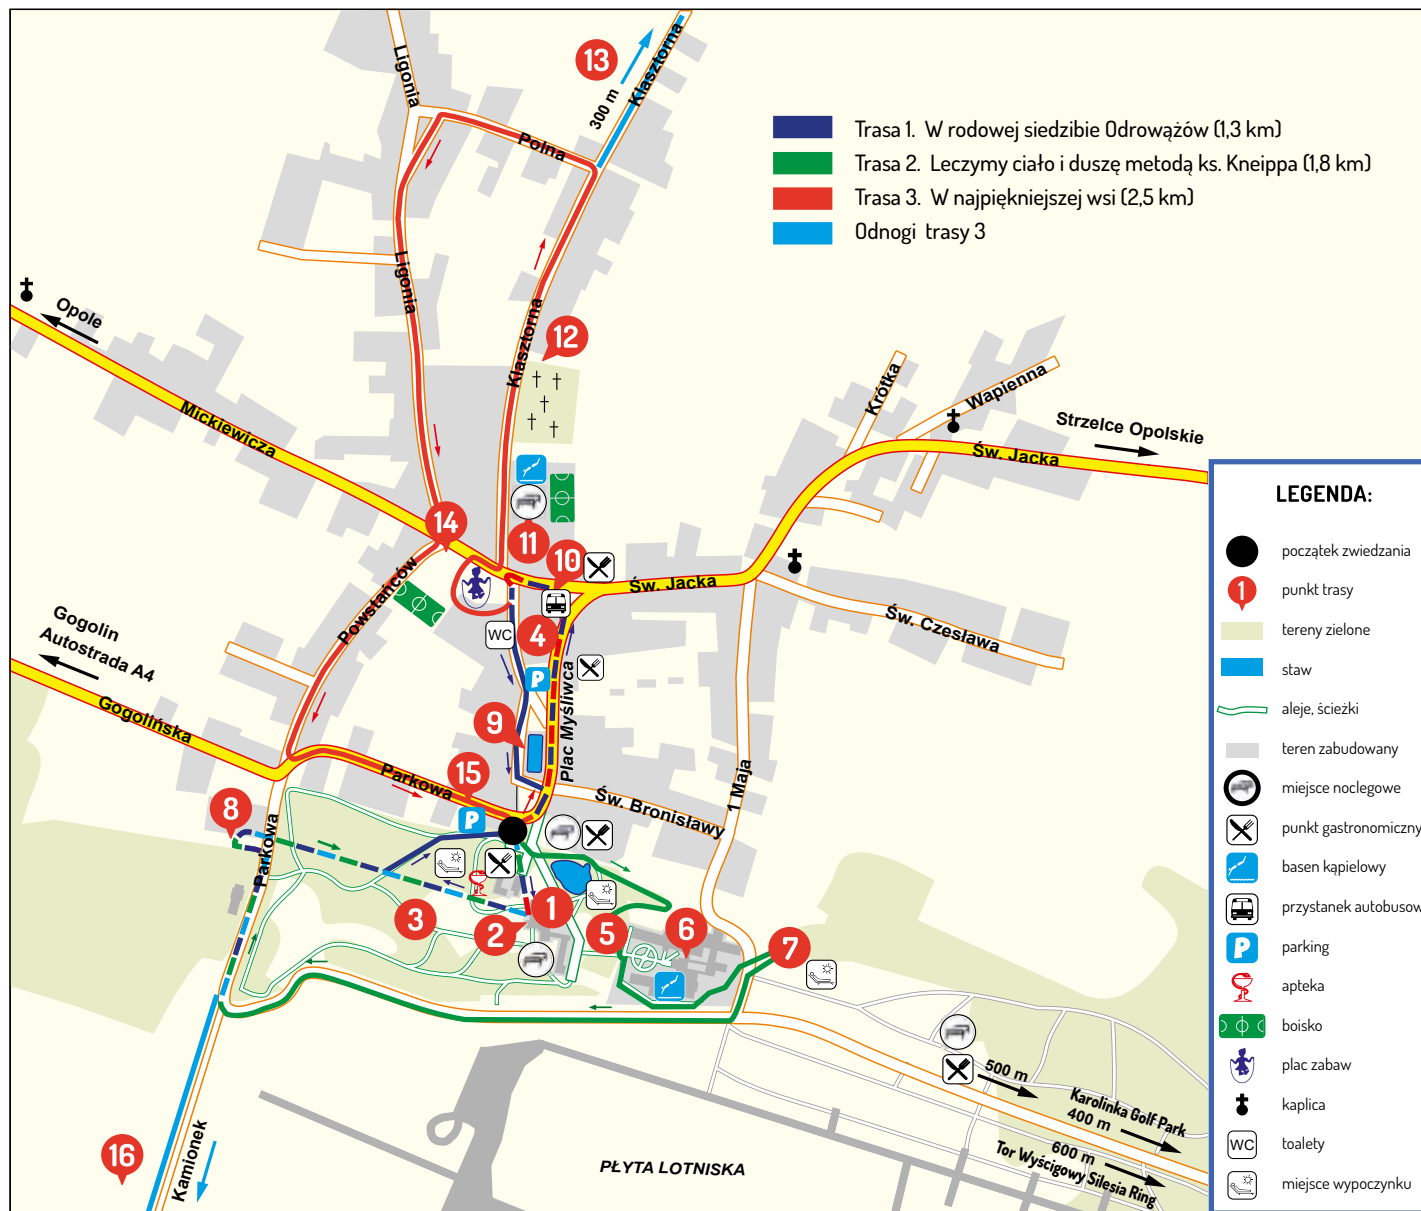 Ligonia
Klasztorna
13
300 m
Polna
Trasa 1. W rodowej siedzibie Odrowążów (1,3 km)
Trasa 2. Leczymy ciało i duszę metodą ks. Kneippa (1,8 km)
Trasa 3. W najpiękniejszej wsi (2,5 km)
Odnogi trasy 3
Ligonia
Opole
Klasztorna
12
Mickiewicza
Krótka
Wapienna
Strzelce Opolskie
Św. Jacka
14
11
10
Św. Jacka
Powstańców
Gogolin
Autostrada A4
WC
4
Św. Czesława
P
Plac Myśliwca
Gogolińska
9
Parkowa
15
1 Maja
Św. Bronisławy
8
P
Parkowa
3
2
1
5
6
7
500 m
Karolinka Golf Park
400 m
600 m
Tor Wyścigowy Silesia Ring
16
Kamionek
PŁYTA LOTNISKA
LEGENDA:
początek zwiedzania
1 punkt trasy
tereny zielone
staw
aleje, ścieżki
teren zabudowany
miejsce noclegowe
punkt gastronomiczny
basen kąpielowy
przystanek autobusow
P parking
apteka
boisko
plac zabaw
kaplica
WC toalety
miejsce wypoczynku